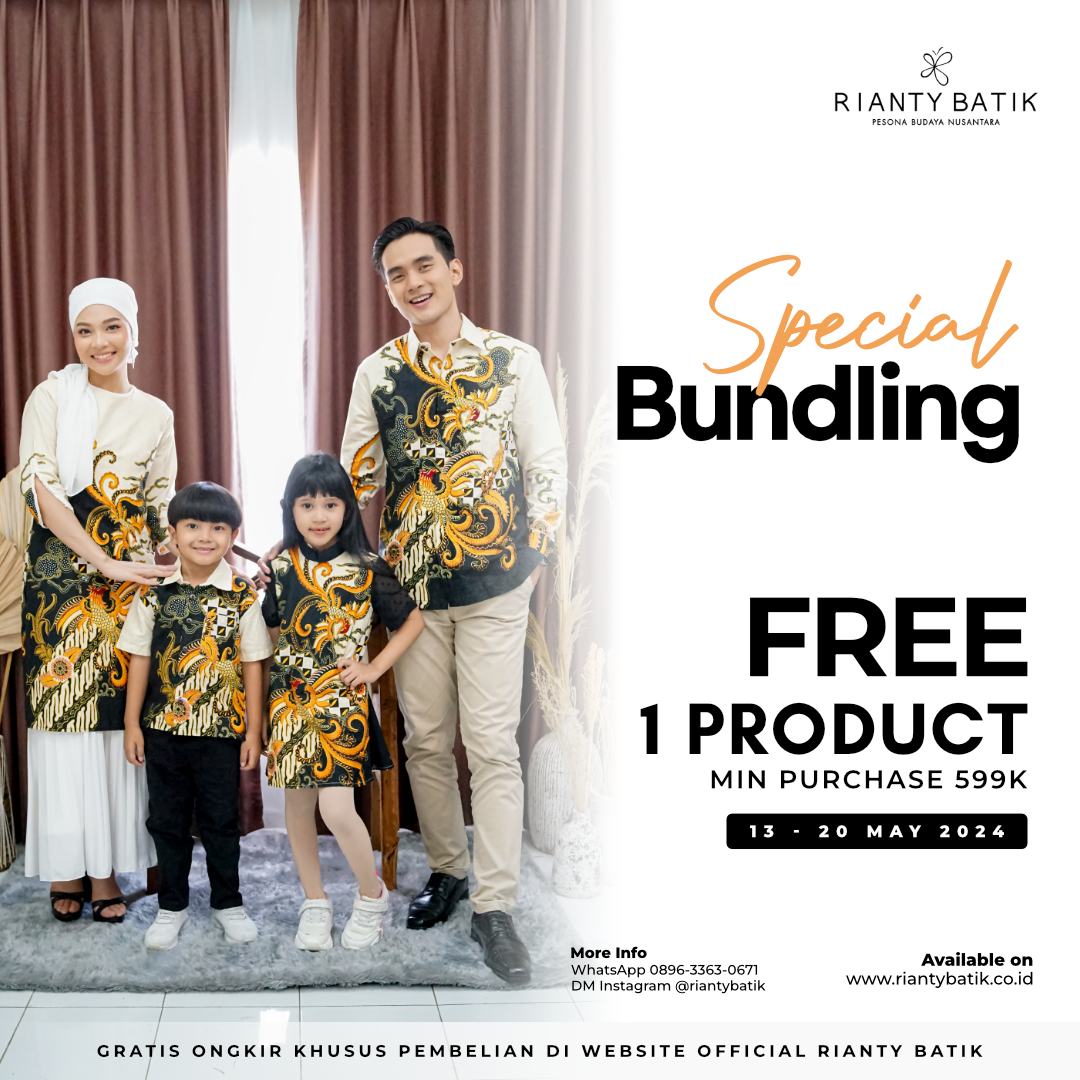 RIANTY BATIK
PESONA BUDAYA NUSANTARA
Special
Bundling
FREE
1 PRODUCT
MIN PURCHASE 599K
13 - 20 MAY 2024
More Info
WhatsApp 0896-3363-0671
DM Instagram @riantybatik
Available on
www.riantybatik.co.id
GRATIS ONGKIR KHUSUS PEMBELIAN DI WEBSITE OFFICIAL RIANTY BATIK